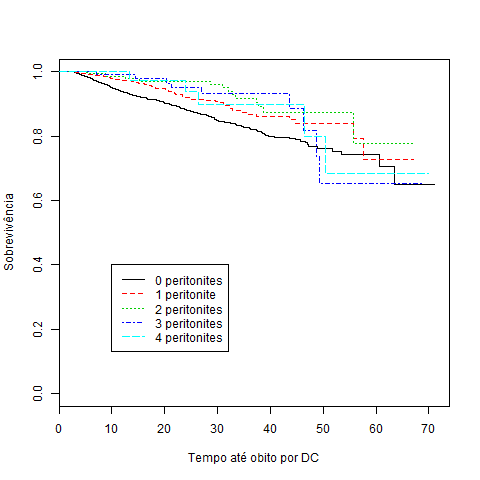 1.0
0.8
0.6
0.4
0.2
0.0
Sobrevivência
0 peritonites
1 peritonite
2 peritonites
3 peritonites
4 peritonites
0 10 20 30 40 50 60 70
Tempo até obito por DC